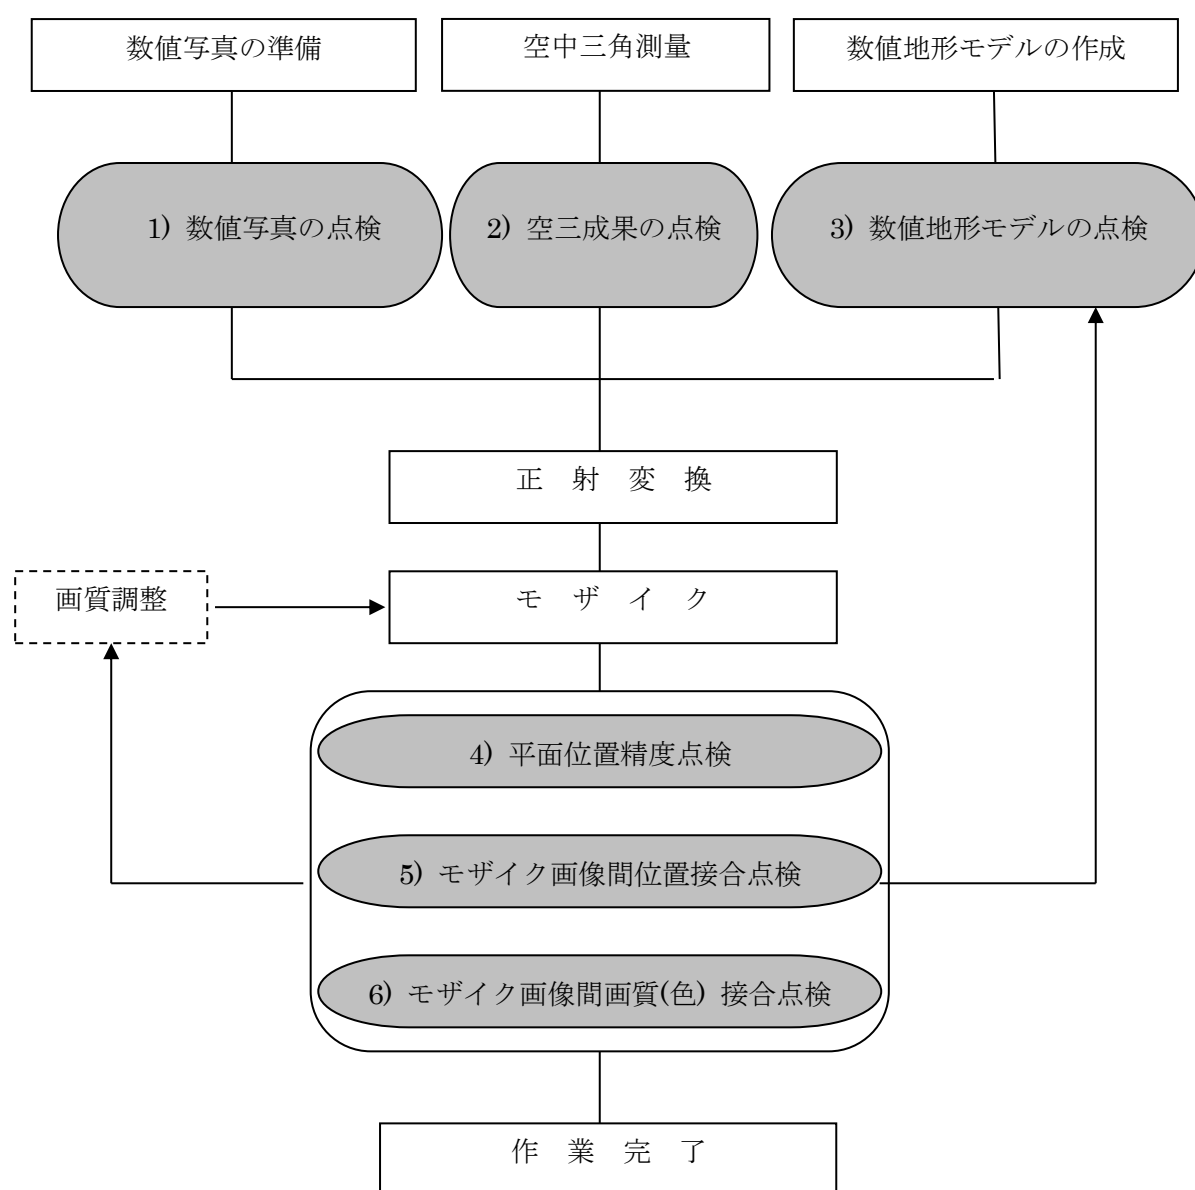 数値写真の準備
空中三角測量
数値地形モデルの作成
1) 数値写真の点検
2) 空三成果の点検
3) 数値地形モデルの点検
正 射 変 換
画質調整
モ ザ イ ク
4) 平面位置精度点検
5) モザイク画像間位置接合点検
6) モザイク画像間画質(色) 接合点検
作 業 完 了